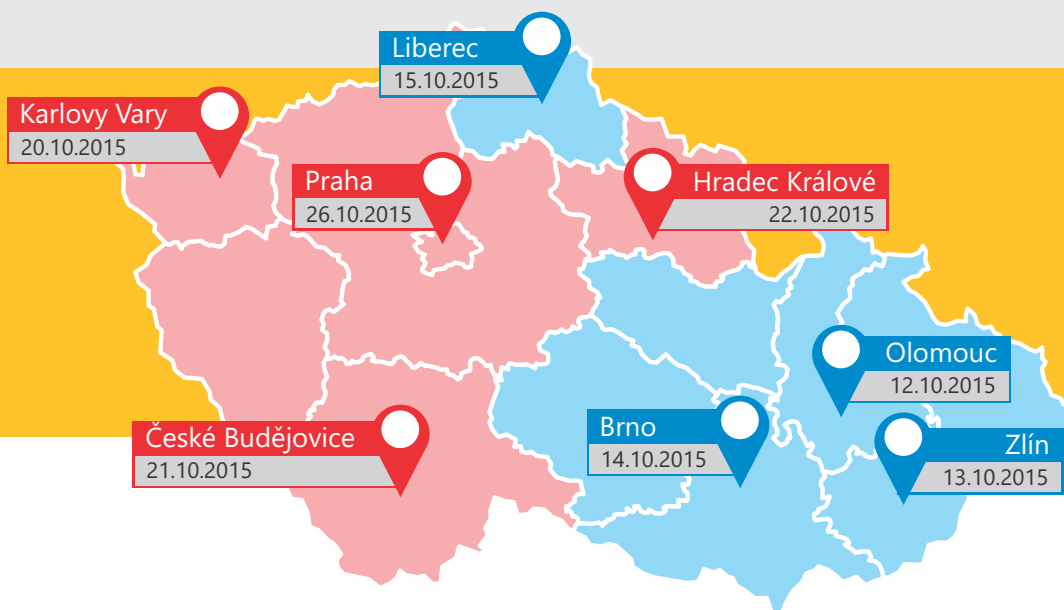 Liberec
15.10.2015
Karlovy Vary
20.10.2015
Praha
26.10.2015
Hradec Králové
22.10.2015
Olomouc
12.10.2015
České Budějovice
21.10.2015
Brno
14.10.2015
Zlín
13.10.2015